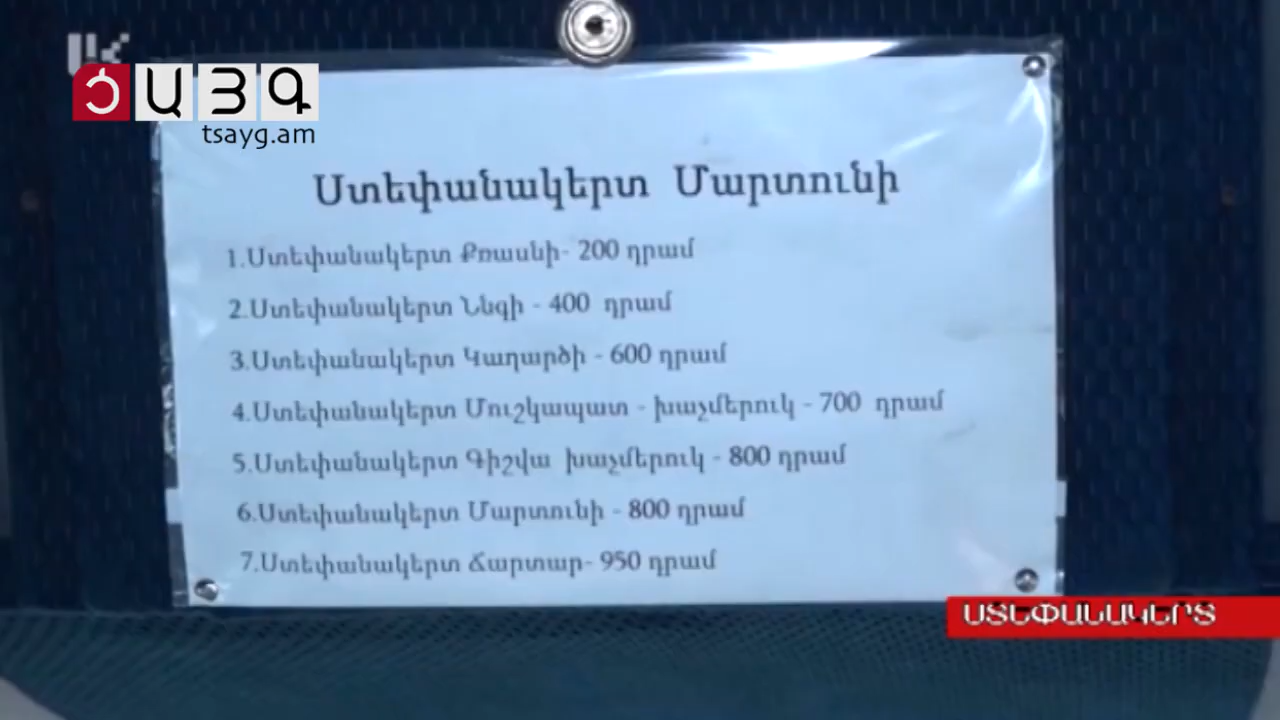 ԾԱՅԳ
tsayg.am
Ստեփանակերտ Մարտունի
1.Ստեփանակերտ Քռասնի- 200 դրամ
2.Ստեփանակերտ Նեգի - 400 դրամ
3.Ստեփանակերտ Կաղարծի - 600 դրամ
4.Ստեփանակերտ Մուշկապատ - խաչմերուկ - 700 դրամ
5.Ստեփանակերտ Գիշվա խաչմերուկ - 800 դրամ
6.Ստեփանակերտ Մարտունի - 800 դրամ
7.Ստեփանակերտ Ճարտար- 950 դրամ
ՍՏԵՓԱՆԱԿԵՐՏ